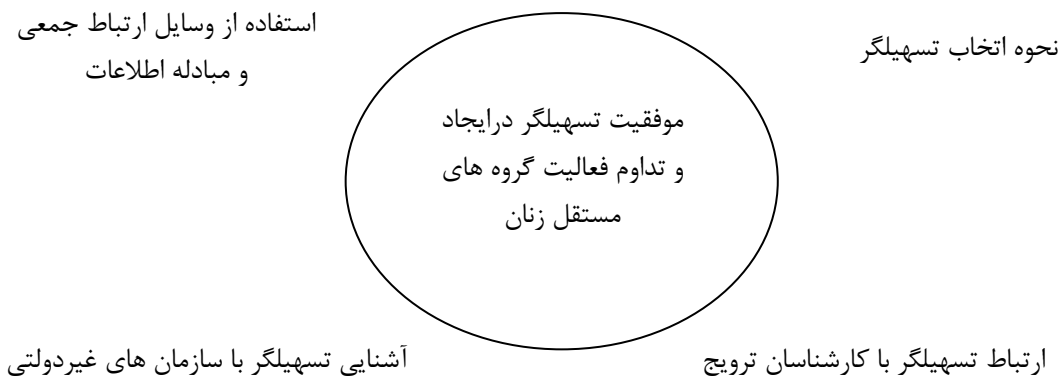 نحوه اتخاب تسهیلگر
استفاده از وسایل ارتباط جمعی
و مبادله اطلاعات
موفقیت تسهیلگر درایجاد
و تداوم فعالیت گروه های
مستقل زنان
ارتباط تسهیلگر با کارشناسان ترویج
آشنایی تسهیلگر با سازمان های غیردولتی